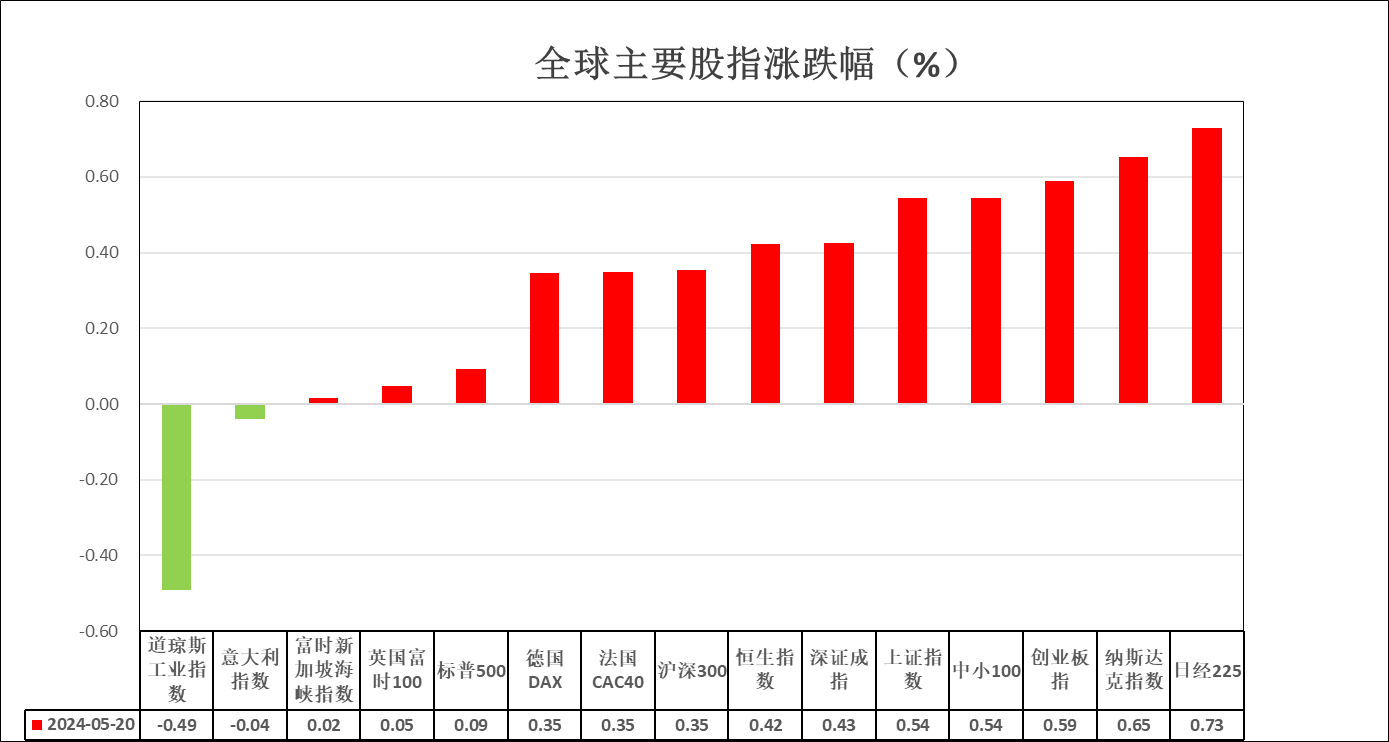 全球主要股指涨跌幅（%）
0.80
0.60
0.40
0.20
0.00
-0.20
-0.40
-0.60
道琼斯
工业指
数
意大利
指数
富时新
加坡海
峡指数
英国富
时100
标普500
德国
DAX
法国
CAC40
沪深300
恒生指
数
深证成
指
上证指
数
中小100
创业板
指
纳斯达
克指数
日经225
2024-05-20 -0.49 -0.04 0.02 0.05 0.09 0.35 0.35 0.35 0.42 0.43 0.54 0.54 0.59 0.65 0.73